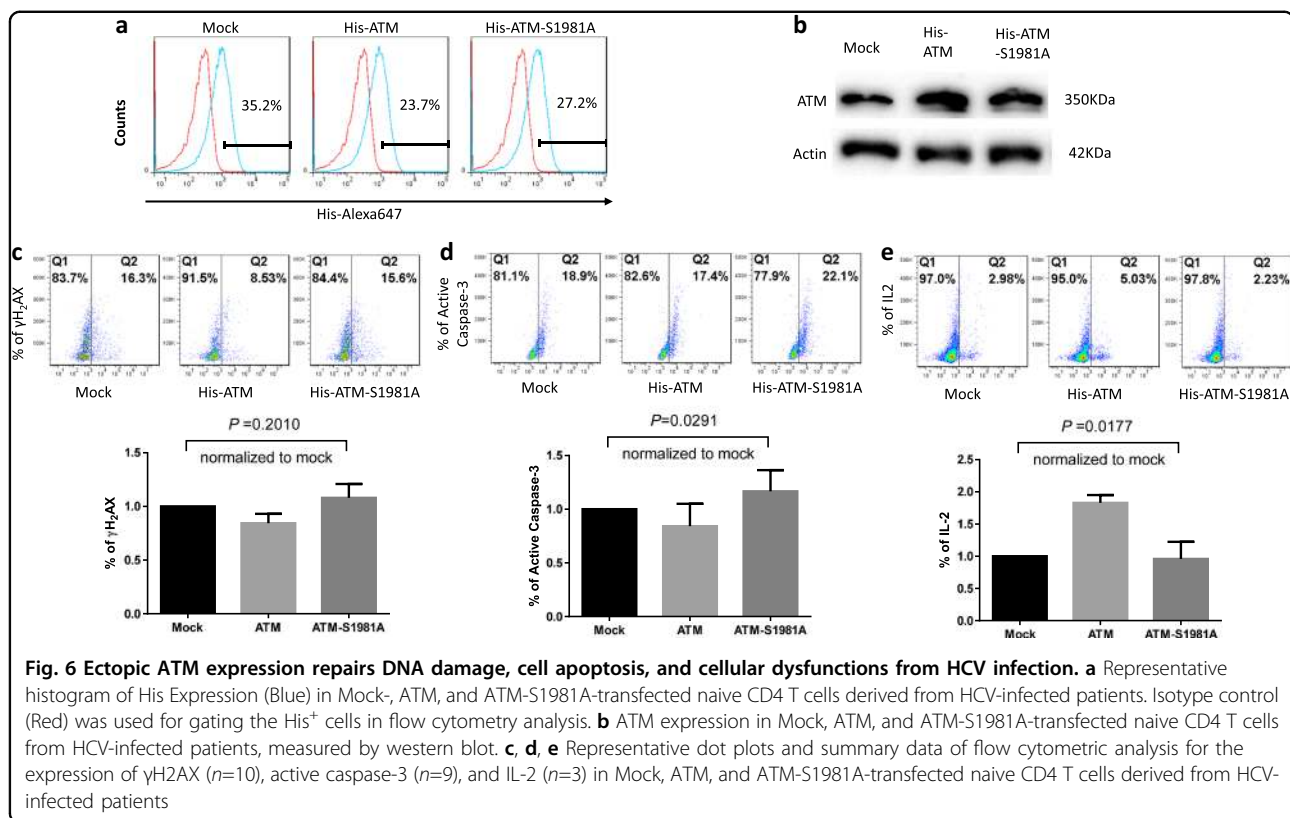 a
Mock
His-ATM
His-ATM-S1981A
35.2%
23.7%
27.2%
Counts
His-Alexa647
b
Mock
His-
ATM
His-ATM
-S1981A
ATM
350KDa
Actin
42KDa
c
Q1
83.7%
Q2
16.3%
Q1
91.5%
Q2
8.53%
Q1
84.4%
Q2
15.6%
% of γH2AX
Mock
His-ATM
His-ATM-S1981A
P =0.2010
normalized to mock
% of γH2AX
1.5
1.0
0.5
0.0
Mock
ATM
ATM-S1981A
d
Q1
81.1%
Q2
18.9%
Q1
82.6%
Q2
17.4%
Q1
77.9%
Q2
22.1%
% of Active
Caspase-3
Mock
His-ATM
His-ATM-S1981A
P=0.0291
normalized to mock
% of Active Caspase-3
1.5
1.0
0.5
0.0
Mock
ATM
ATM-S1981A
e
Q1
97.0%
Q2
2.98%
Q1
95.0%
Q2
5.03%
Q1
97.8%
Q2
2.23%
% of IL2
Mock
His-ATM
His-ATM-S1981A
P =0.0177
normalized to mock
% of IL-2
2.5
2.0
1.5
1.0
0.5
0.0
Mock
ATM
ATM-S1981A
Fig. 6 Ectopic ATM expression repairs DNA damage, cell apoptosis, and cellular dysfunctions from HCV infection. a Representative
histogram of His Expression (Blue) in Mock-, ATM, and ATM-S1981A-transfected naive CD4 T cells derived from HCV-infected patients. Isotype control
(Red) was used for gating the His+ cells in flow cytometry analysis. b ATM expression in Mock, ATM, and ATM-S1981A-transfected naive CD4 T cells
from HCV-infected patients, measured by western blot. c, d, e Representative dot plots and summary data of flow cytometric analysis for the
expression of γH2AX (n=10), active caspase-3 (n=9), and IL-2 (n=3) in Mock, ATM, and ATM-S1981A-transfected naive CD4 T cells derived from HCV-
infected patients